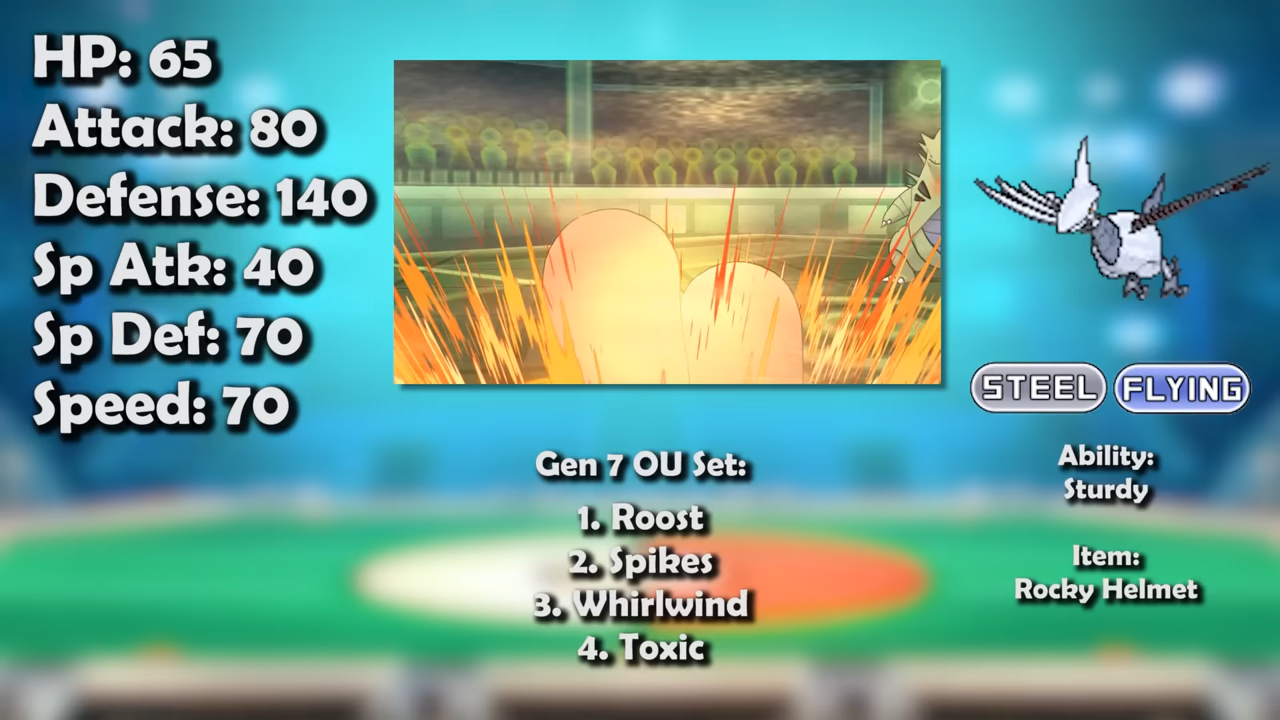 HP: 65
Attack: 80
Defense: 140
Sp Atk: 40
Sp Def: 70
Speed: 70
STEEL FLYING
Ability:
Sturdy
Item:
Rocky Helmet
Gen 7 OU Set:
1. Roost
2. Spikes
3. Whirlwind
4. Toxic